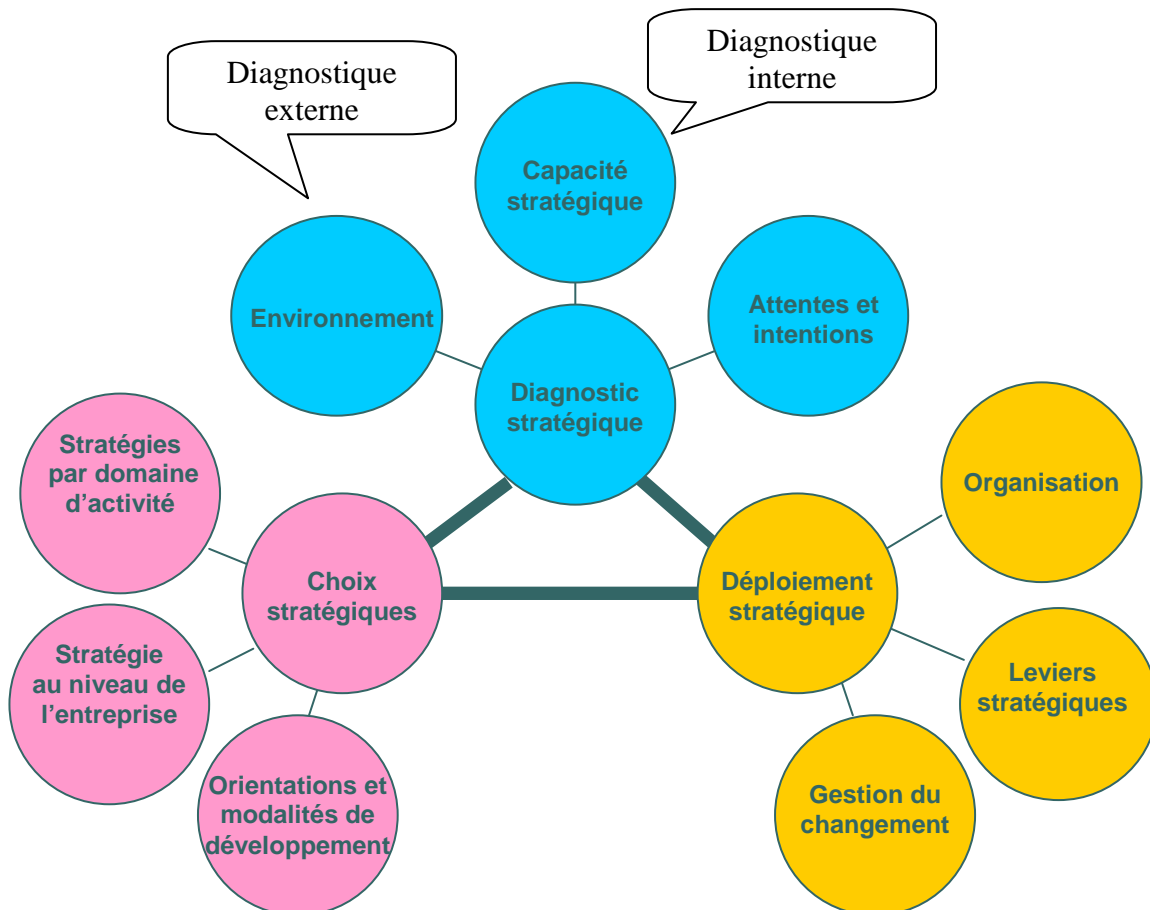 Diagnostique
externe
Diagnostique
interne
Capacité
stratégique
Environnement
Attentes et
intentions
Diagnostic
stratégique
Stratégies
par domaine
d’activité
Organisation
Choix
stratégiques
Déploiement
stratégique
Stratégie
au niveau de
l’entreprise
Leviers
stratégiques
Orientations et
modalités de
développement
Gestion du
changement